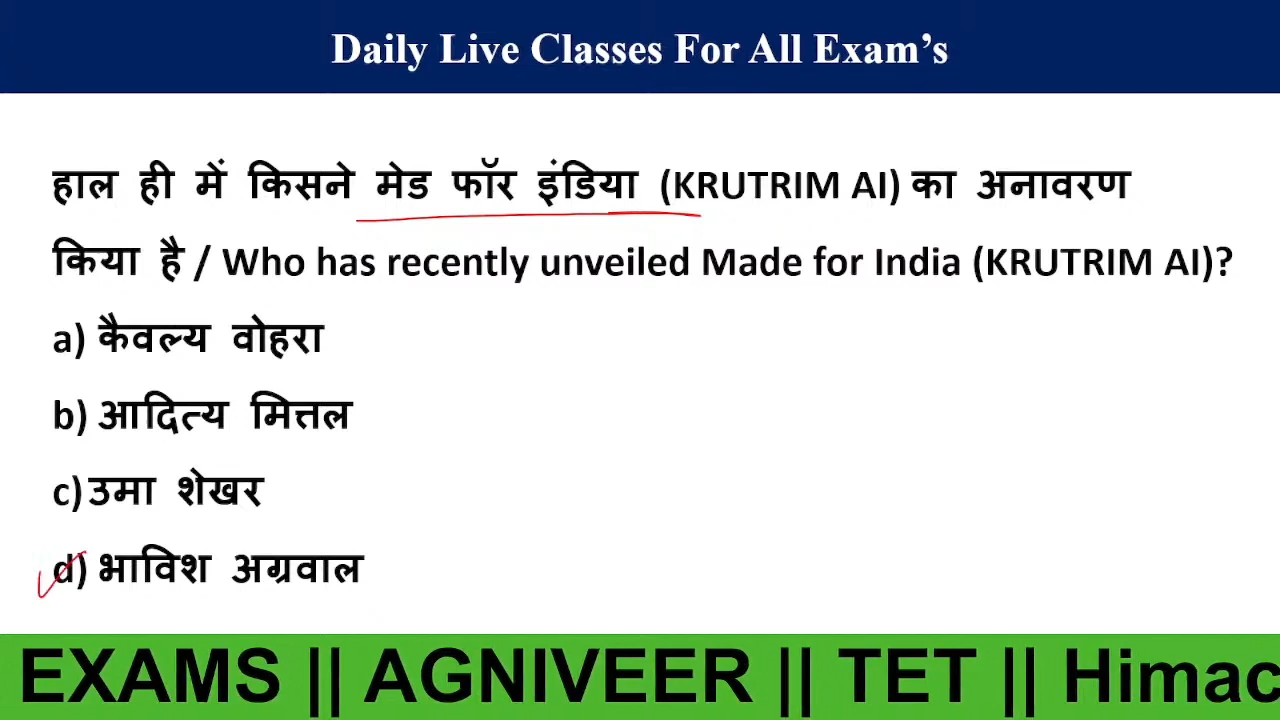 Daily Live Classes For All Exam’s
हाल ही में किसने मेड फॉर इंडिया (KRUTRIM AI) का अनावरण
किया है / Who has recently unveiled Made for India (KRUTRIM AI)?
a) कैवल्य वोहरा
b) आदित्य मित्तल
c) उमा शेखर
d) भाविश अग्रवाल
EXAMS || AGNIVEER || TET || Himac